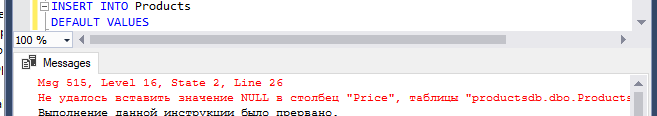 INSERT INTO Products
DEFAULT VALUES
100 %
Messages
Msg 515, Level 16, State 2, Line 26
Не удалось вставить значение NULL в столбец "Price", таблицы "productsdb.dbo.Products
Выполнение данной инструкции было прервано.